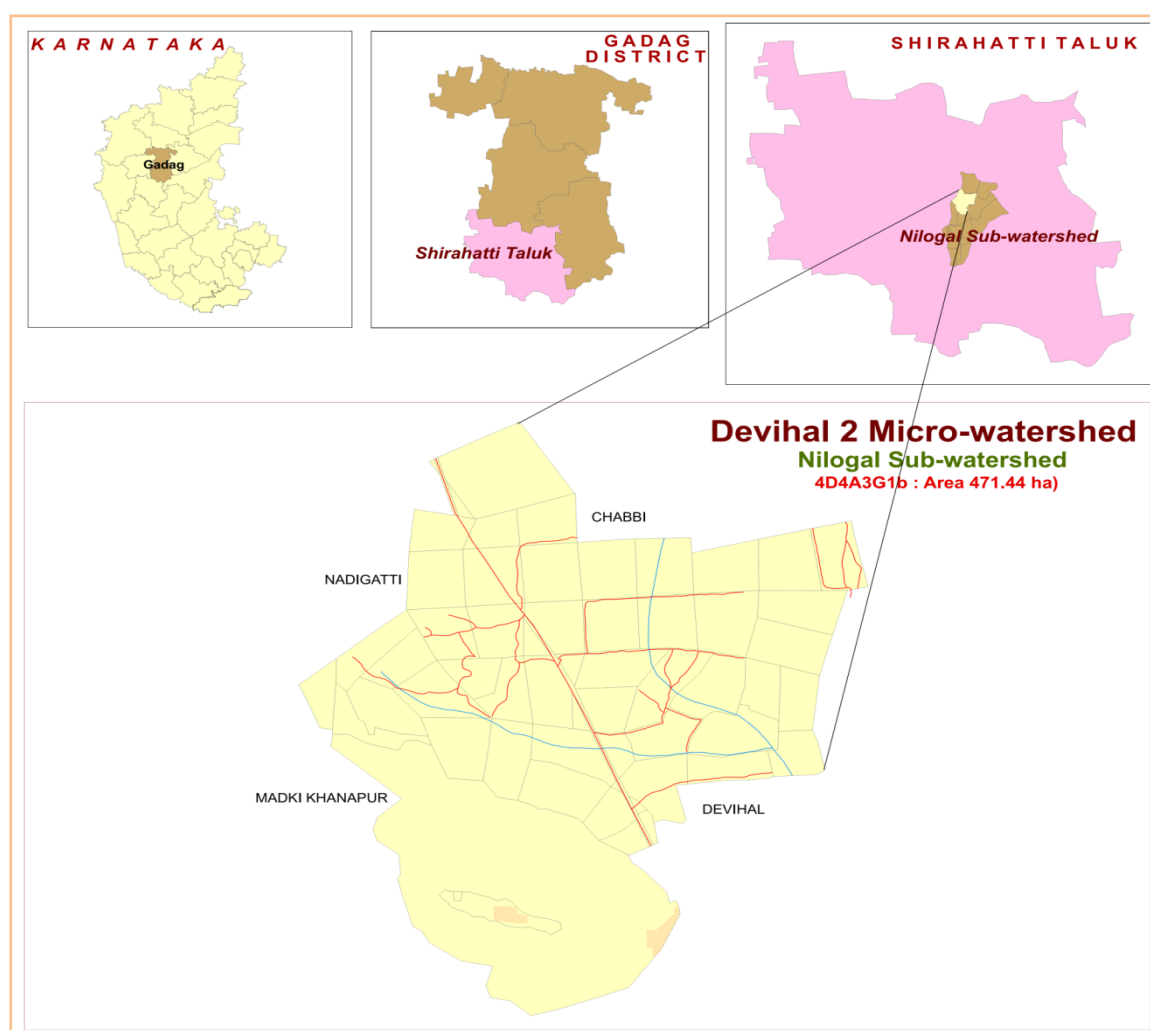 KARNATAKA
Gadag
GADAG
DISTRICT
Shirahatti Taluk
SHIRAHATTI TALUK
Nilogal Sub-watershed
Devihal 2 Micro-watershed
Nilogal Sub-watershed
4D4A3G1b : Area 471.44 ha)
CHABBI
NADIGATTI
MADKI KHANAPUR
DEVIHAL